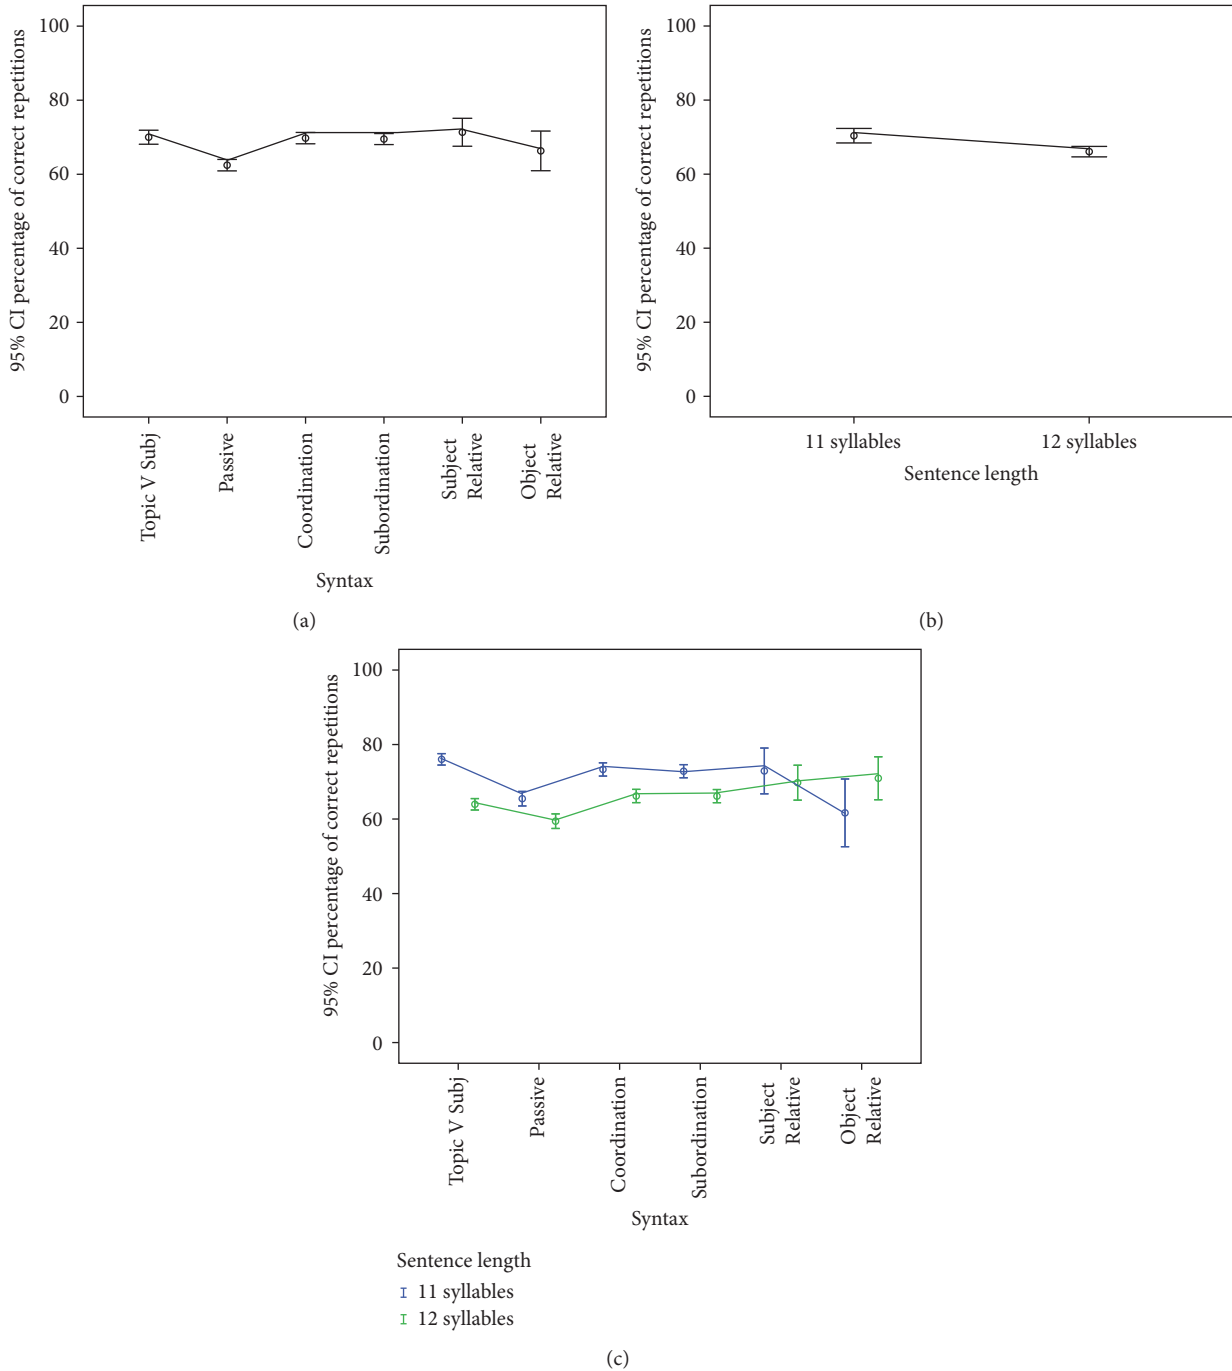 95% CI percentage of correct repetitions
100
80
60
40
20
0
Topic V Subj
Passive
Coordination
Subordination
Subject
Relative
Object
Relative
Syntax
(a)
95% CI percentage of correct repetitions
100
80
60
40
20
0
11 syllables
12 syllables
Sentence length
(b)
95% CI percentage of correct repetitions
100
80
60
40
20
0
Topic V Subj
Passive
Coordination
Subordination
Subject
Relative
Object
Relative
Syntax
Sentence length
11 syllables
12 syllables
(c)